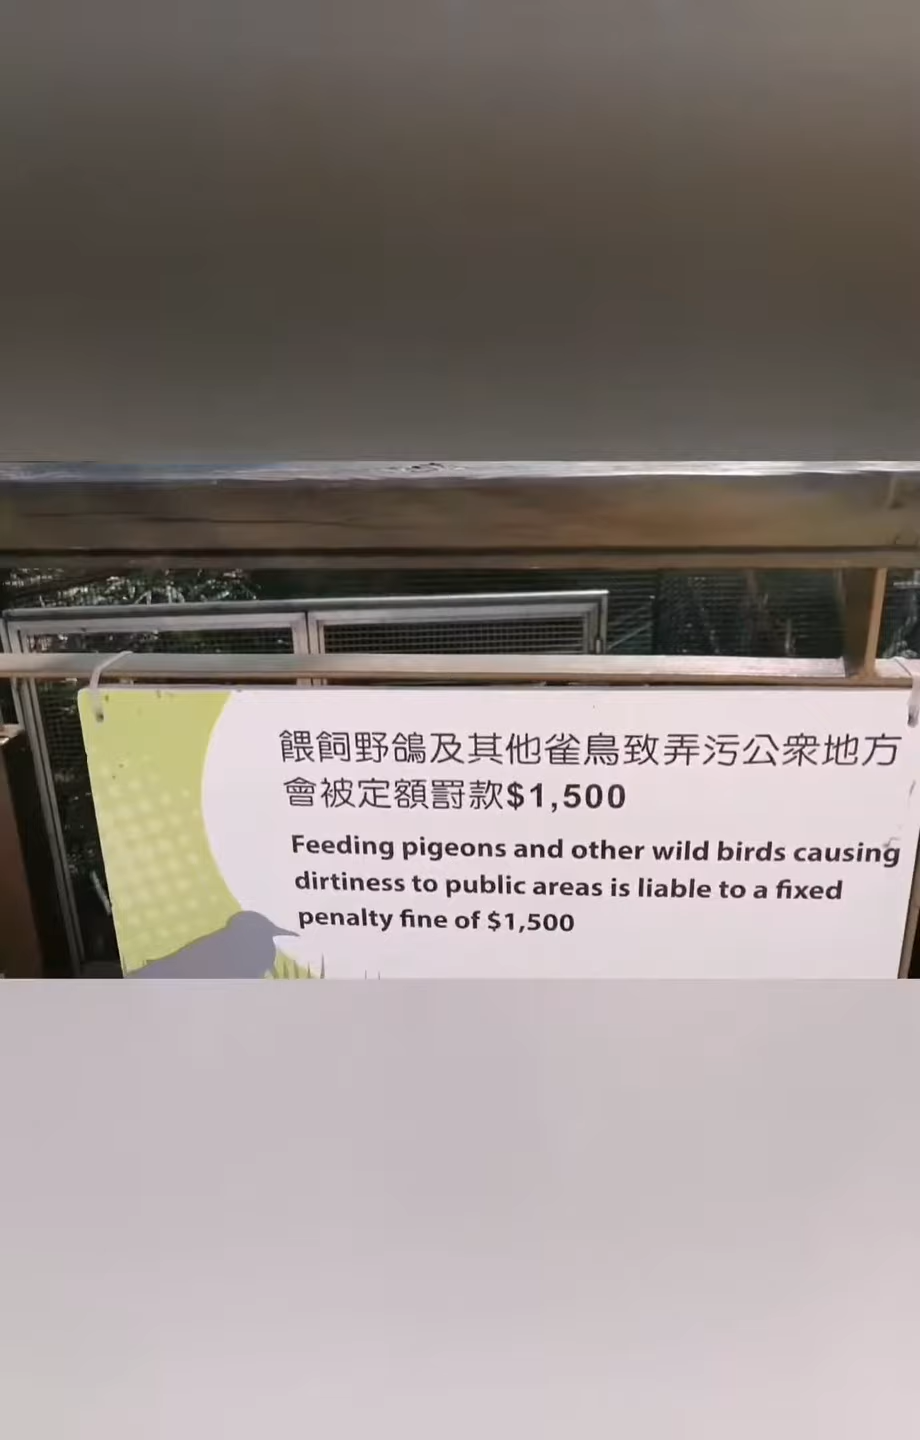 餵飼野鴿及其他雀鳥致弄污公眾地方
會被定額罰款$1,500
Feeding pigeons and other wild birds causing
dirtiness to public areas is liable to a fixed
penalty fine of $1,500